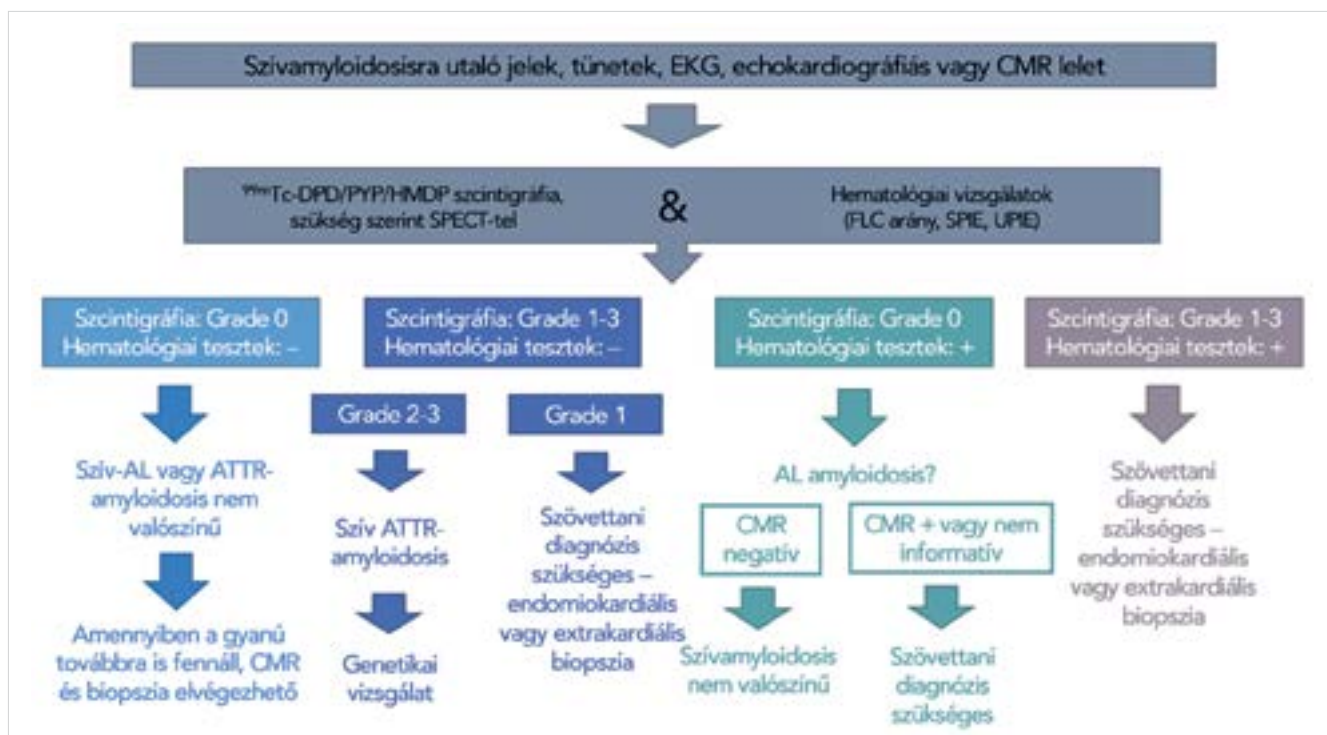 Szívamyloidosisra utaló jelek, tünetek, EKG, echokardiográfiás vagy CMR lelet
⁹⁹ᵐTc-DPD/PYP/HMDP szcintigráfia,
szükség szerint SPECT-tel
&
Hematológiai vizsgálatok
(FLC arány, SPIE, UPIE)
Szcintigráfia: Grade 0
Hematológiai tesztek: –
Szcintigráfia: Grade 1-3
Hematológiai tesztek: –
Szcintigráfia: Grade 0
Hematológiai tesztek: +
Szcintigráfia: Grade 1-3
Hematológiai tesztek: +
Szív-AL vagy ATTR-
amyloidosis nem
valószínű
Amennyiben a gyanú
továbbra is fennáll, CMR
és biopszia elvégezhető
Grade 2-3
Szív ATTR-
amyloidosis
Genetikai
vizsgálat
Grade 1
Szövettani
diagnózis
szükséges –
endomiokardiális
vagy extrakardiális
biopszia
AL amyloidosis?
CMR
negatív
Szívamyloidosis
nem valószínű
CMR + vagy nem
informatív
Szövettani
diagnózis
szükséges
Szövettani
diagnózis
szükséges –
endomiokardiális
vagy extrakardiális
biopszia